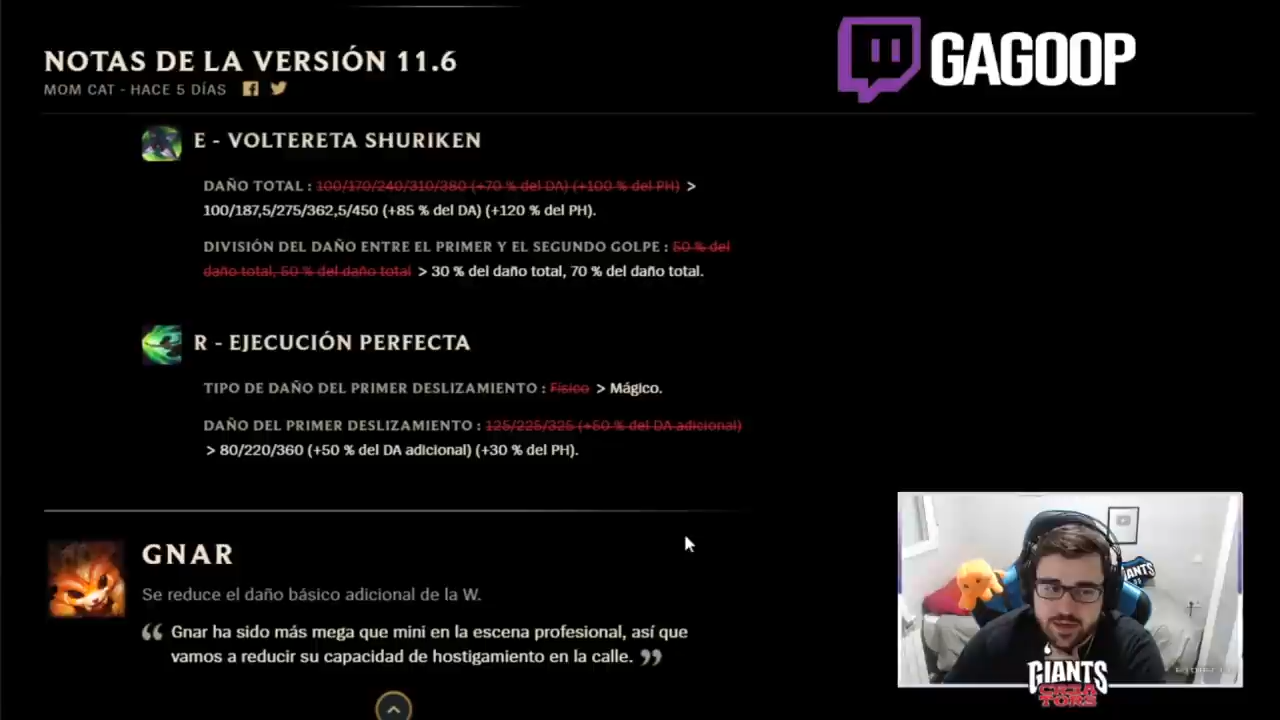 NOTAS DE LA VERSIÓN 11.6
MOM CAT - HACE 5 DÍAS
GAGOOP
E - VOLTERETA SHURIKEN
DAÑO TOTAL : 100/170/240/310/380 (+70 % del DA) (+100 % del PH) >
100/187,5/275/362,5/450 (+85 % del DA) (+120 % del PH).
DIVISIÓN DEL DAÑO ENTRE EL PRIMER Y EL SEGUNDO GOLPE : 50 % del
daño total, 50 % del daño total > 30 % del daño total, 70 % del daño total.
R - EJECUCIÓN PERFECTA
TIPO DE DAÑO DEL PRIMER DESLIZAMIENTO : Físico > Mágico.
DAÑO DEL PRIMER DESLIZAMIENTO : 125/225/325 (+50 % del DA adicional)
> 80/220/360 (+50 % del DA adicional) (+30 % del PH).
GNAR
Se reduce el daño básico adicional de la W.
“ Gnar ha sido más mega que mini en la escena profesional, así que
vamos a reducir su capacidad de hostigamiento en la calle. ”
GIANTS
CREATORS